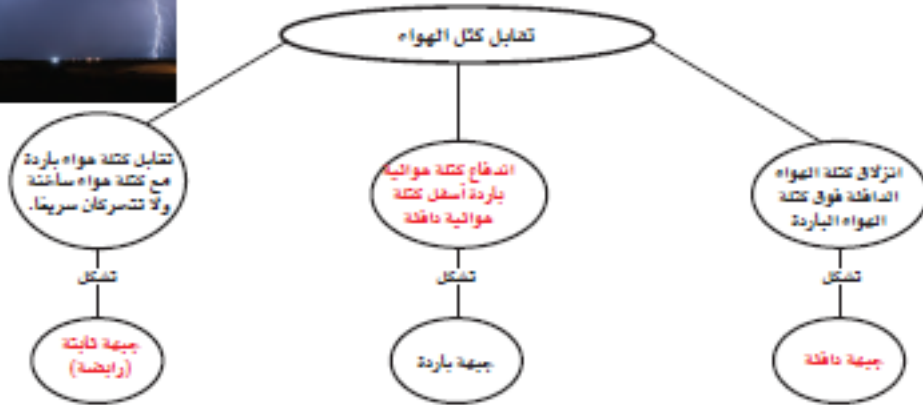 تقابل كتل الهواء
انزلاق كتلة الهواء
الدافئة فوق كتلة
الهواء الباردة
اندفاع كتلة هوائية
باردة أسفل كتلة
هوائية دافئة
تقابل كتلة هواء باردة
مع كتلة هواء ساخنة
ولا تتحركان سريعًا.
تشكل
تشكل
تشكل
جبهة دافئة
جبهة باردة
جبهة ثابتة
(رابضة)